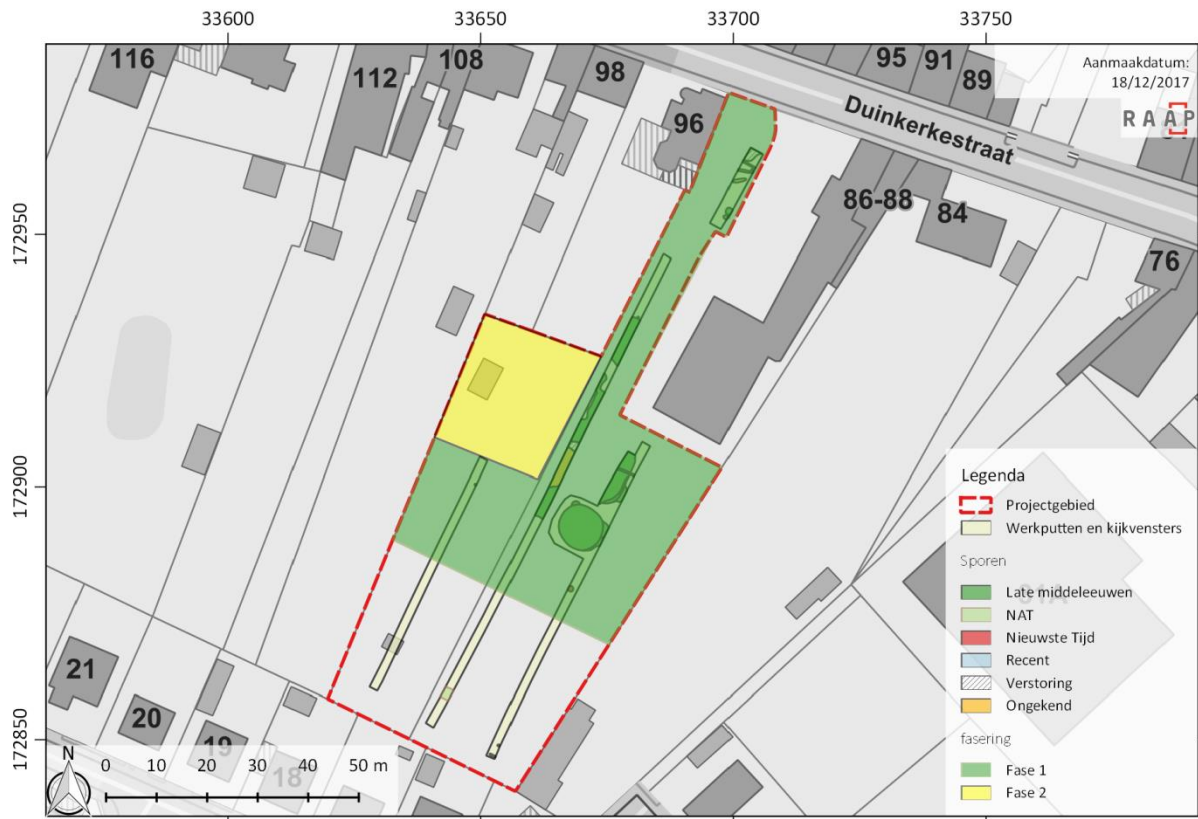 33600
33650
33700
33750
116
112
108
98
95
91
89
Aanmaakdatum:
18/12/2017
RAAP
96
Duinkerkestraat
172950
86-88
84
76
172900
Legenda
Projectgebied
Werkputten en kijkvensters
Sporen
Late middeleeuwen
NAT
Nieuwste Tijd
Recent
Verstoring
Ongekend
fasering
Fase 1
Fase 2
172850
21
20
19
18
N
0 10 20 30 40 50 m